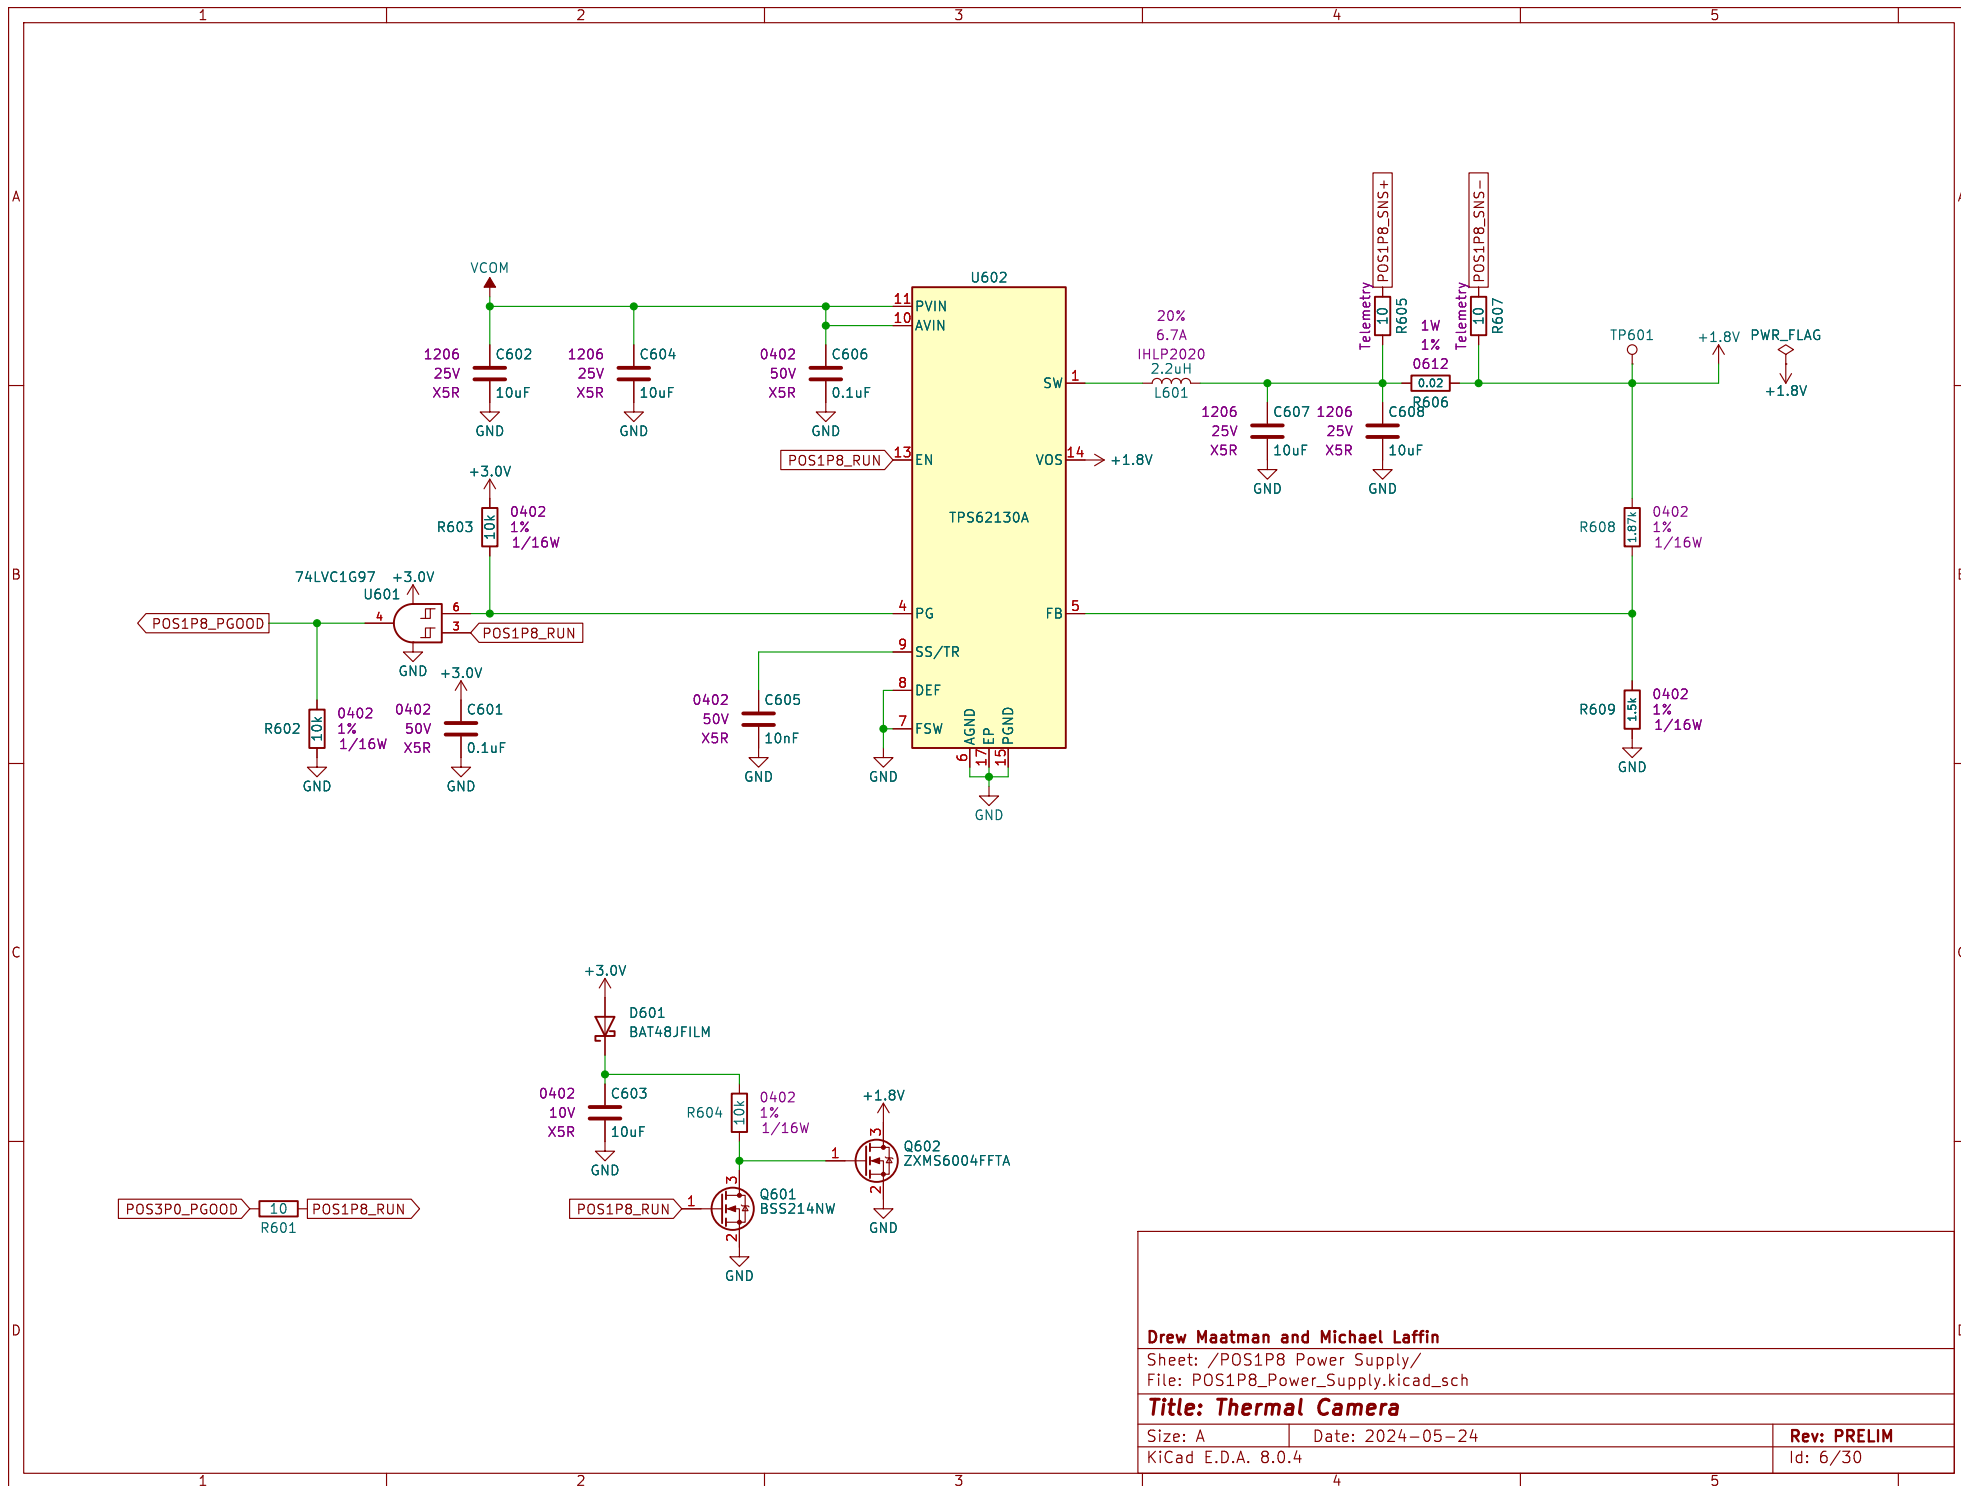 1 2 3 4 5
A
B
C
D
VCOM
1206
25V
X5R
C602
10uF
GND
1206
25V
X5R
C604
10uF
GND
0402
50V
X5R
C606
0.1uF
GND
U602
TPS62130A
11 PVIN
10 AVIN
13 EN
4 PG
9 SS/TR
8 DEF
7 FSW
SW 1
VOS 14
FB 5
AGND 6
EP 17
PGND 15
GND
POS1P8_RUN
+1.8V
20%
6.7A
IHLP2020
2.2uH
L601
1206
25V
X5R
C607
10uF
GND
1206
25V
X5R
C608
10uF
GND
POS1P8_SNS+
Telemetry
10
R605
POS1P8_SNS-
Telemetry
10
R607
1W
1%
0612
0.02
R606
TP601
+1.8V
PWR_FLAG
+1.8V
R608
1.87k
0402
1%
1/16W
R609
1.5k
0402
1%
1/16W
GND
+3.0V
R603
10k
0402
1%
1/16W
74LVC1G97
U601
+3.0V
4
6
3
GND
POS1P8_RUN
POS1P8_PGOOD
R602
10k
0402
1%
1/16W
GND
+3.0V
0402
50V
X5R
C601
0.1uF
GND
0402
50V
X5R
C605
10nF
GND
GND
+3.0V
D601
BAT48JFILM
0402
10V
X5R
C603
10uF
GND
R604
10k
0402
1%
1/16W
+1.8V
3
1
2
Q602
ZXMS6004FFTA
GND
POS1P8_RUN
1
3
2
Q601
BSS214NW
GND
POS3P0_PGOOD
10
R601
POS1P8_RUN
Drew Maatman and Michael Laffin
Sheet: /POS1P8 Power Supply/
File: POS1P8_Power_Supply.kicad_sch
Title: Thermal Camera
Size: A Date: 2024-05-24 Rev: PRELIM
KiCad E.D.A. 8.0.4 Id: 6/30
1 2 3 4 5